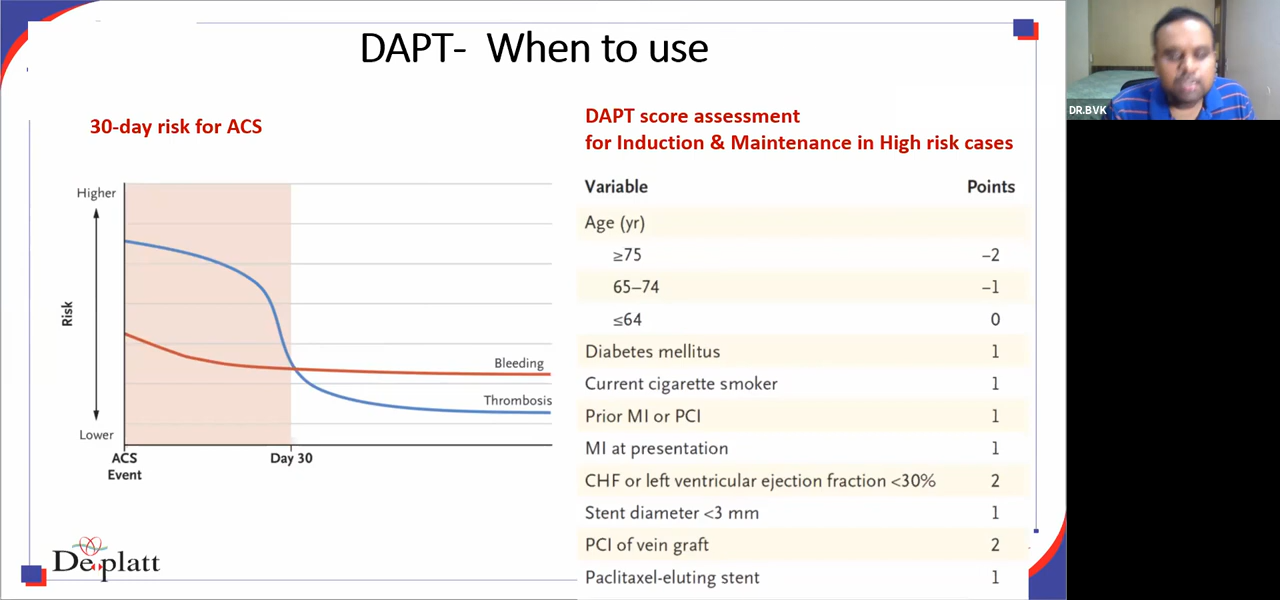 DAPT- When to use
30-day risk for ACS
Higher
Risk
Lower
ACS
Event
Day 30
Bleeding
Thrombosis
DAPT score assessment
for Induction & Maintenance in High risk cases
Variable Points
Age (yr)
≥75 –2
65–74 –1
≤64 0
Diabetes mellitus 1
Current cigarette smoker 1
Prior MI or PCI 1
MI at presentation 1
CHF or left ventricular ejection fraction <30% 2
Stent diameter <3 mm 1
PCI of vein graft 2
Paclitaxel-eluting stent 1
Deplatt
DR.BVK